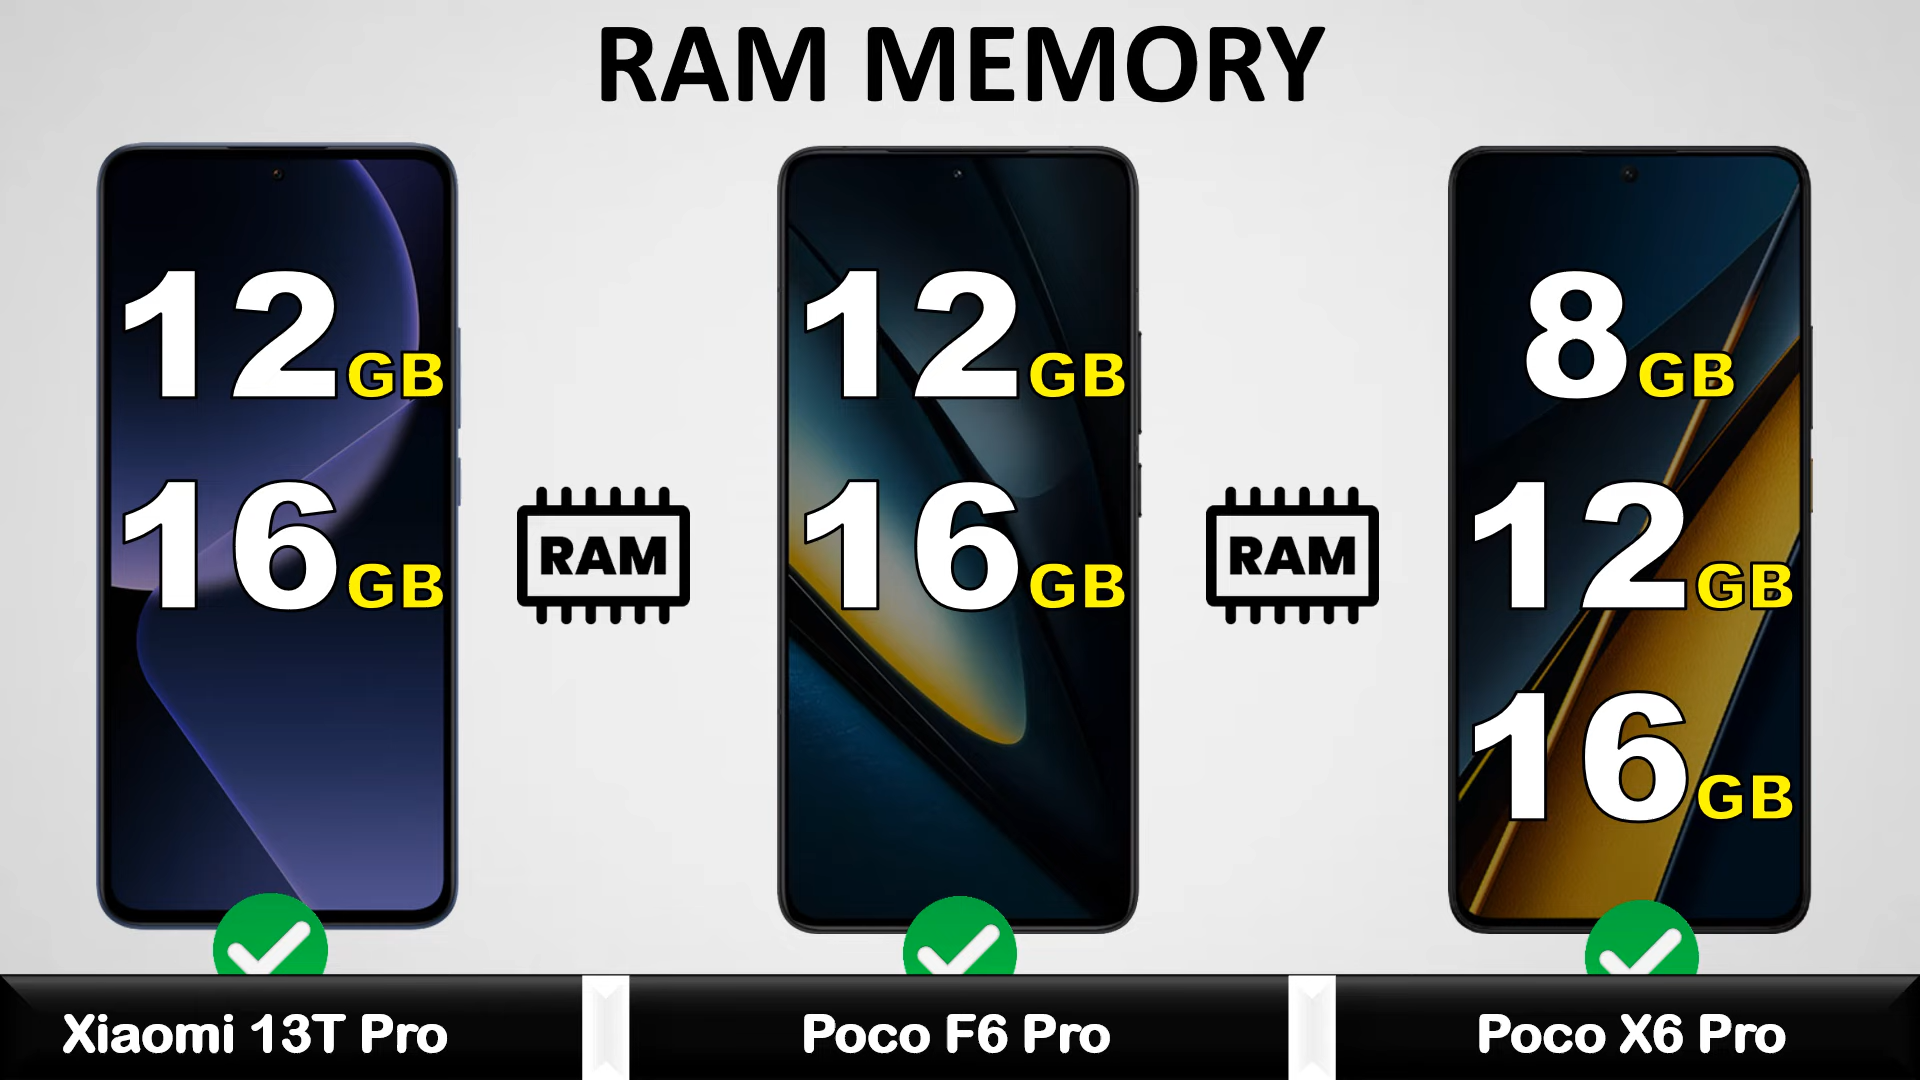 RAM MEMORY
12GB
16GB
RAM
12GB
16GB
RAM
8GB
12GB
16GB
Xiaomi 13T Pro
Poco F6 Pro
Poco X6 Pro